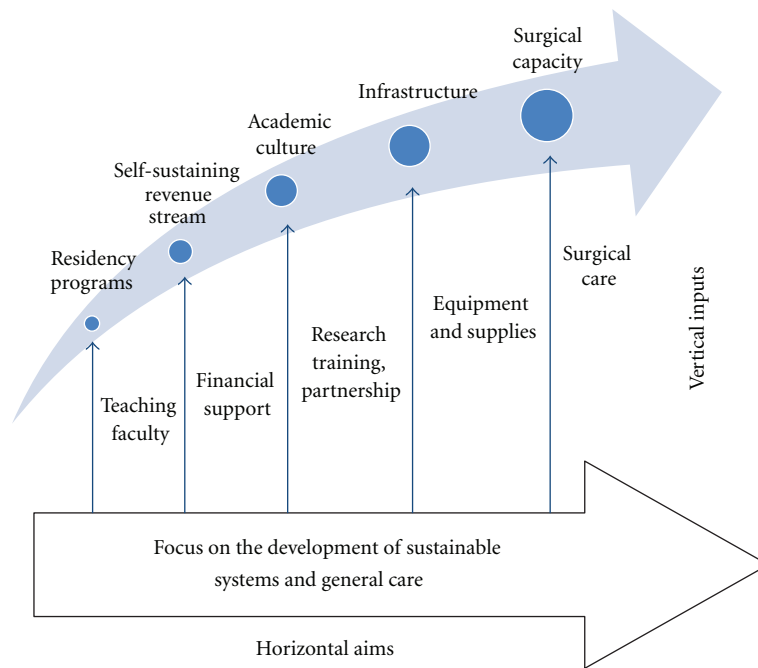 Surgical
capacity
Infrastructure
Academic
culture
Self-sustaining
revenue
stream
Residency
programs
Surgical
care
Equipment
and supplies
Research
training,
partnership
Financial
support
Teaching
faculty
Vertical inputs
Focus on the development of sustainable
systems and general care
Horizontal aims